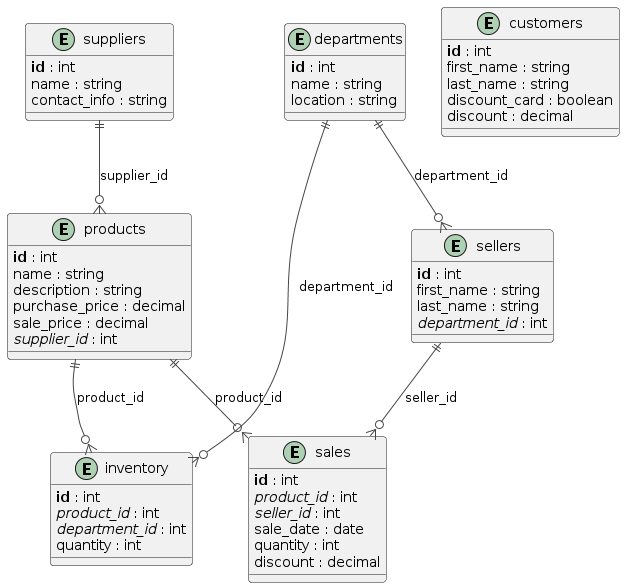 E suppliers
id : int
name : string
contact_info : string
E departments
id : int
name : string
location : string
E customers
id : int
first_name : string
last_name : string
discount_card : boolean
discount : decimal
supplier_id
department_id
E products
id : int
name : string
description : string
purchase_price : decimal
sale_price : decimal
supplier_id : int
E sellers
id : int
first_name : string
last_name : string
department_id : int
department_id
product_id
product_id
seller_id
E inventory
id : int
product_id : int
department_id : int
quantity : int
E sales
id : int
product_id : int
seller_id : int
sale_date : date
quantity : int
discount : decimal